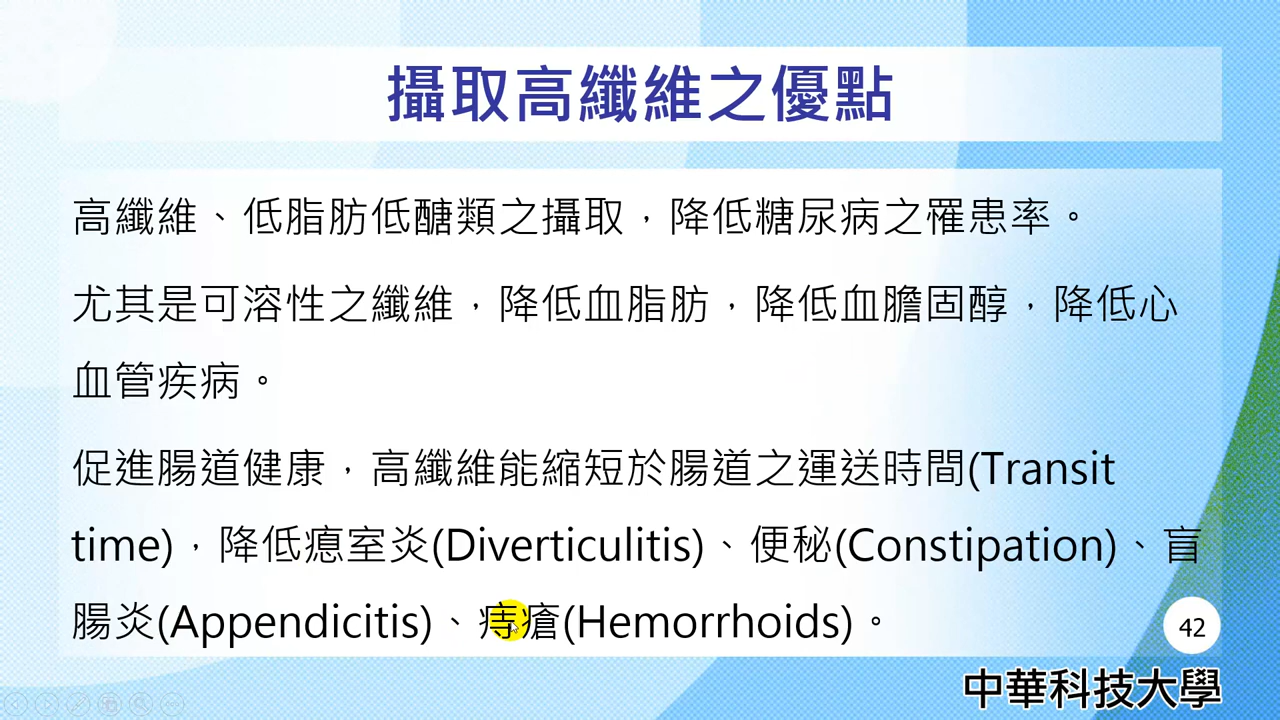 攝取高纖維之優點
高纖維、低脂肪低醣類之攝取，降低糖尿病之罹患率。
尤其是可溶性之纖維，降低血脂肪，降低血膽固醇，降低心
血管疾病。
促進腸道健康，高纖維能縮短於腸道之運送時間(Transit
time)，降低瘜室炎(Diverticulitis)、便秘(Constipation)、盲
腸炎(Appendicitis)、痔瘡(Hemorrhoids)。
42
中華科技大學